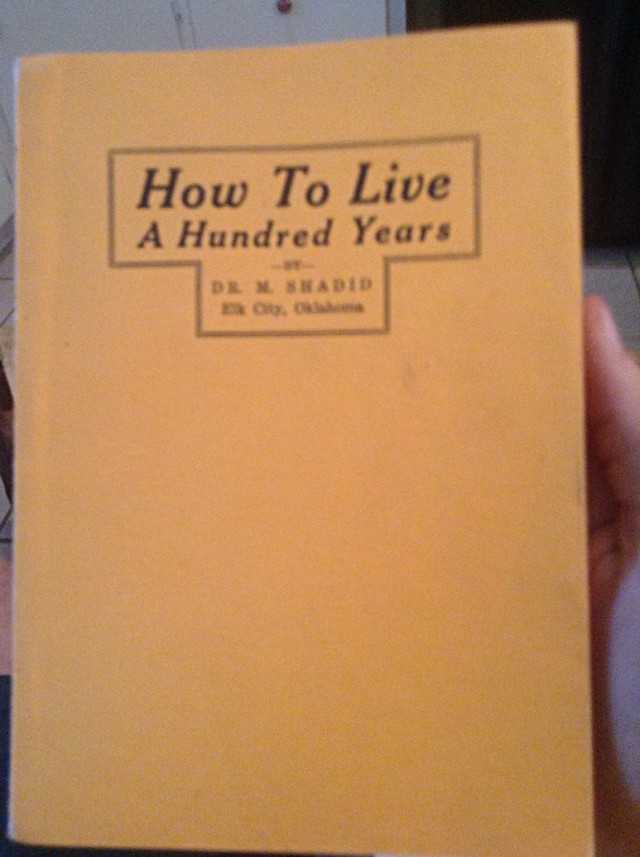 How To Live
A Hundred Years
—BY—
DR. M. SHADID
Elk City, Oklahoma